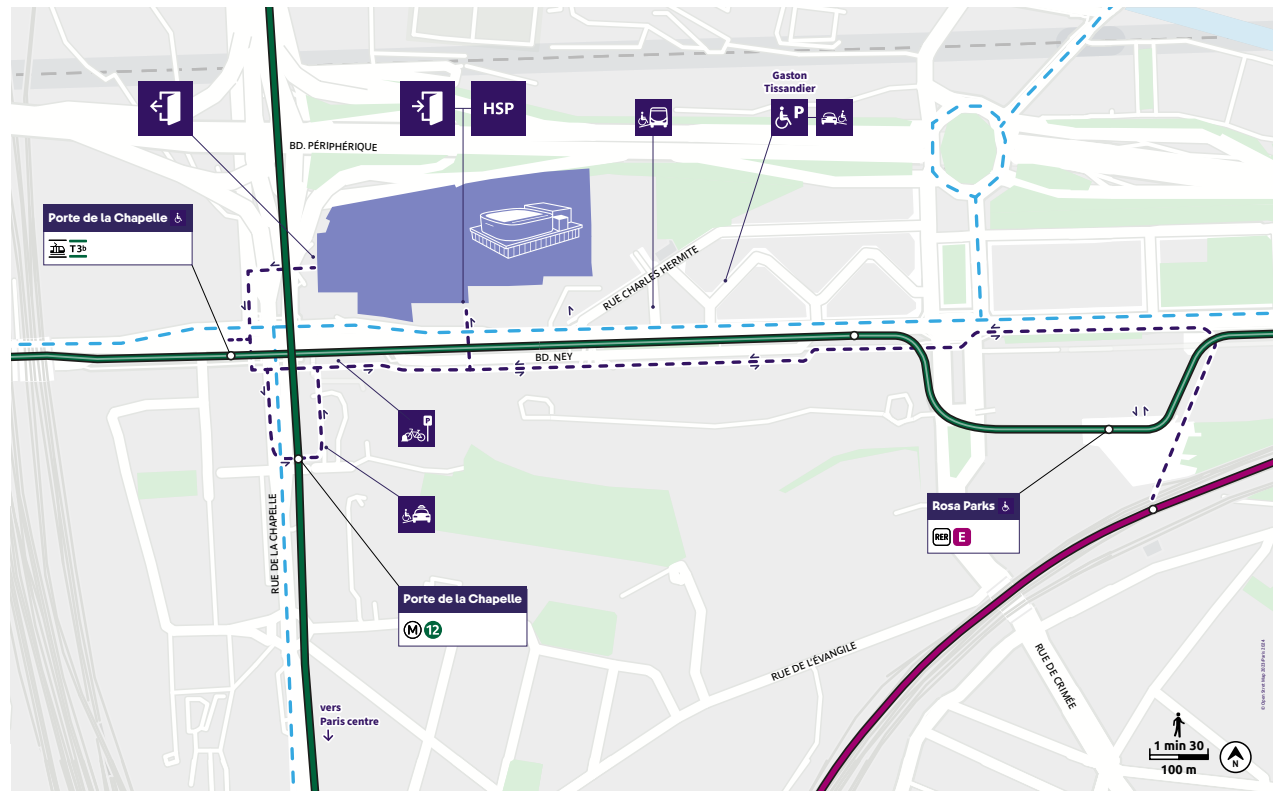 Gaston
Tissandier
HSP
P
BD. PÉRIPHÉRIQUE
Porte de la Chapelle
T3b
RUE CHARLES HERMITE
BD. NEY
P
RUE DE LA CHAPELLE
Rosa Parks
RER E
Porte de la Chapelle
M 12
RUE DE L'ÉVANGILE
RUE DE CRIMÉE
vers
Paris centre
1 min 30
100 m
N